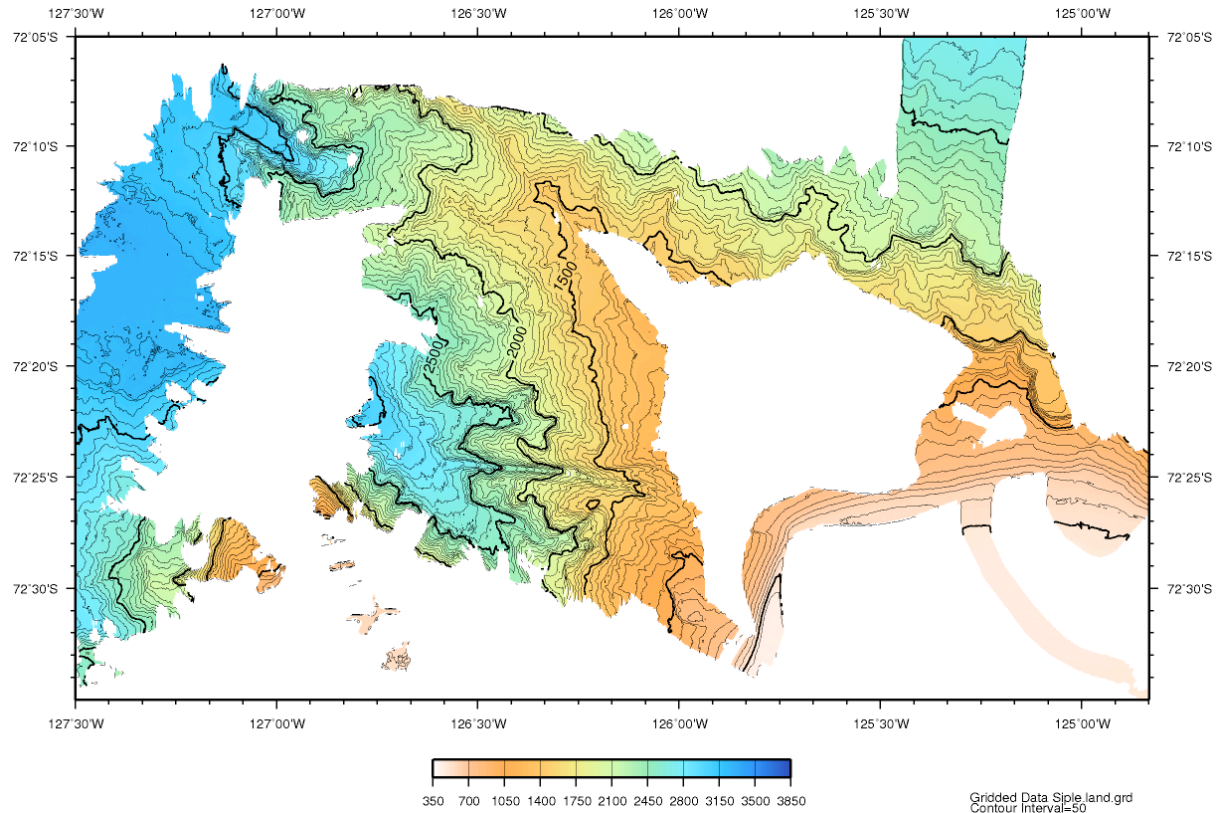 127˚30'W 127˚00'W 126˚30'W 126˚00'W 125˚30'W 125˚00'W
72˚05'S 72˚05'S
72˚10'S 72˚10'S
72˚15'S 72˚15'S
1500
2000
2500
72˚20'S 72˚20'S
72˚25'S 72˚25'S
72˚30'S 72˚30'S
127˚30'W 127˚00'W 126˚30'W 126˚00'W 125˚30'W 125˚00'W
350 700 1050 1400 1750 2100 2450 2800 3150 3500 3850
Gridded Data Siple_land.grd
Contour Interval=50